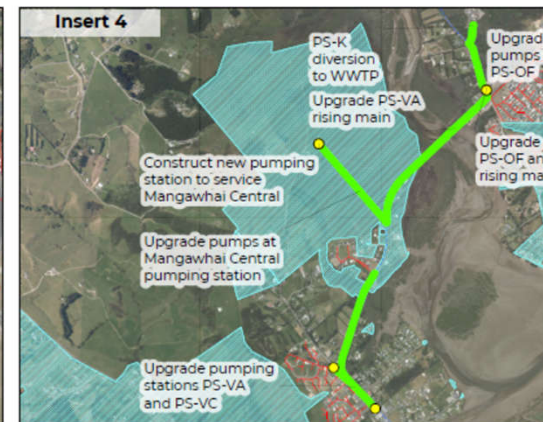 Insert 4
PS-K
diversion
to WWTP
Upgrade PS-VA
rising main
Construct new pumping
station to service
Mangawhai Central
Upgrade pumps at
Mangawhai Central
pumping station
Upgrade pumping
stations PS-VA
and PS-VC
Upgrad
pumps
PS-OF
Upgrade
PS-OF an
rising ma